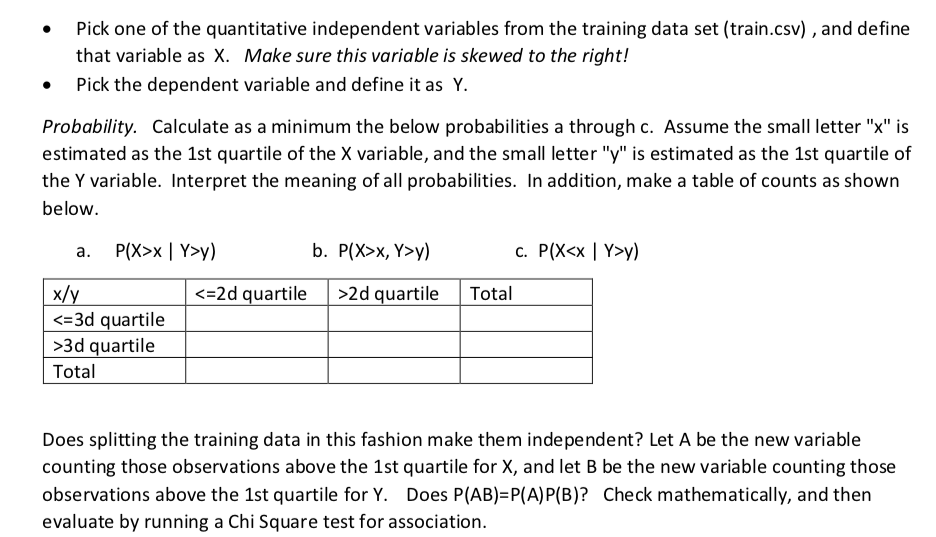 • Pick one of the quantitative independent variables from the training data set (train.csv) , and define
that variable as X. Make sure this variable is skewed to the right!
• Pick the dependent variable and define it as Y.
Probability. Calculate as a minimum the below probabilities a through c. Assume the small letter "x" is
estimated as the 1st quartile of the X variable, and the small letter "y" is estimated as the 1st quartile of
the Y variable. Interpret the meaning of all probabilities. In addition, make a table of counts as shown
below.
a. P(X>x | Y>y) b. P(X>x, Y>y) c. P(X<x | Y>y)
x/y <=2d quartile >2d quartile Total
<=3d quartile
>3d quartile
Total
Does splitting the training data in this fashion make them independent? Let A be the new variable
counting those observations above the 1st quartile for X, and let B be the new variable counting those
observations above the 1st quartile for Y. Does P(AB)=P(A)P(B)? Check mathematically, and then
evaluate by running a Chi Square test for association.